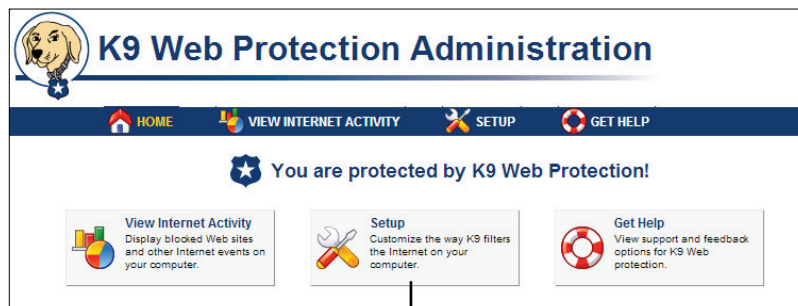 K9 Web Protection Administration
HOME VIEW INTERNET ACTIVITY SETUP GET HELP
You are protected by K9 Web Protection!
View Internet Activity
Display blocked Web sites
and other Internet events on
your computer.
Setup
Customize the way K9 filters
the Internet on your
computer.
Get Help
View support and feedback
options for K9 Web
protection.